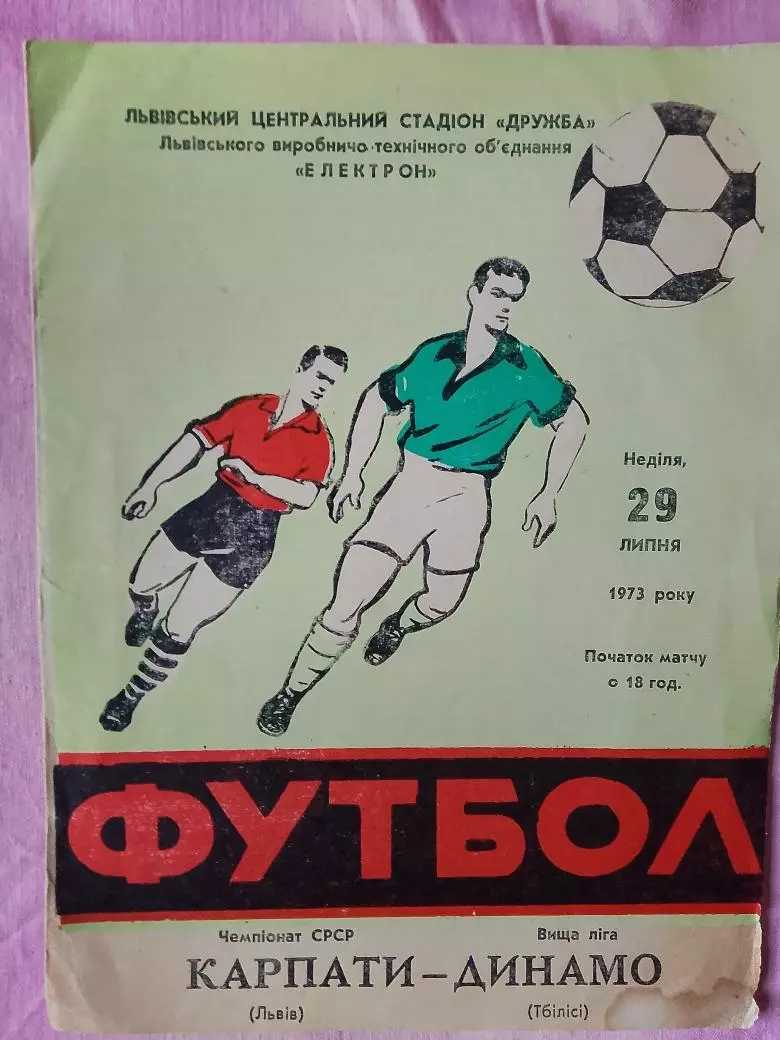 ЛЬВІВСЬКИЙ ЦЕНТРАЛЬНИЙ СТАДІОН «ДРУЖБА»
Львівського виробничо-технічного об'єднання
«ЕЛЕКТРОН»
Неділя,
29
ЛИПНЯ
1973 року
Початок матчу
о 18 год.
ФУТБОЛ
Чемпіонат СРСР Вища ліга
КАРПАТИ–ДИНАМО
(Львів) (Тбілісі)